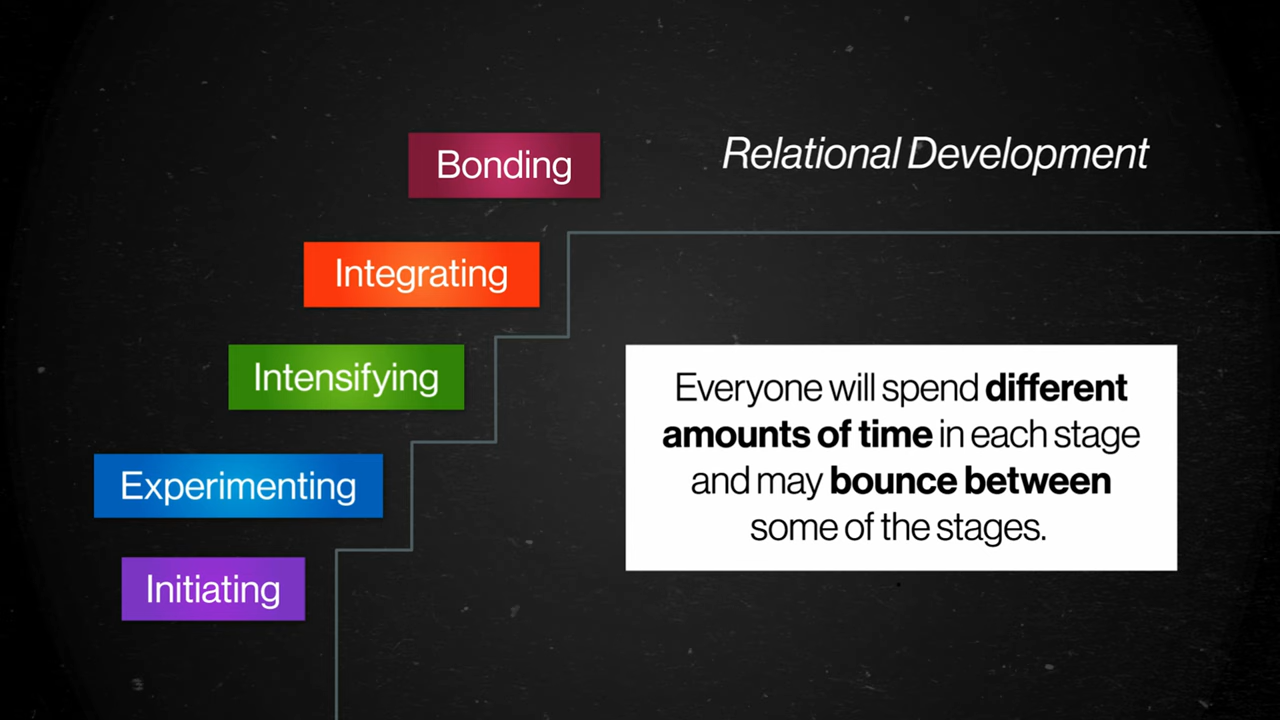 Relational Development
Bonding
Integrating
Intensifying
Experimenting
Initiating
Everyone will spend different
amounts of time in each stage
and may bounce between
some of the stages.